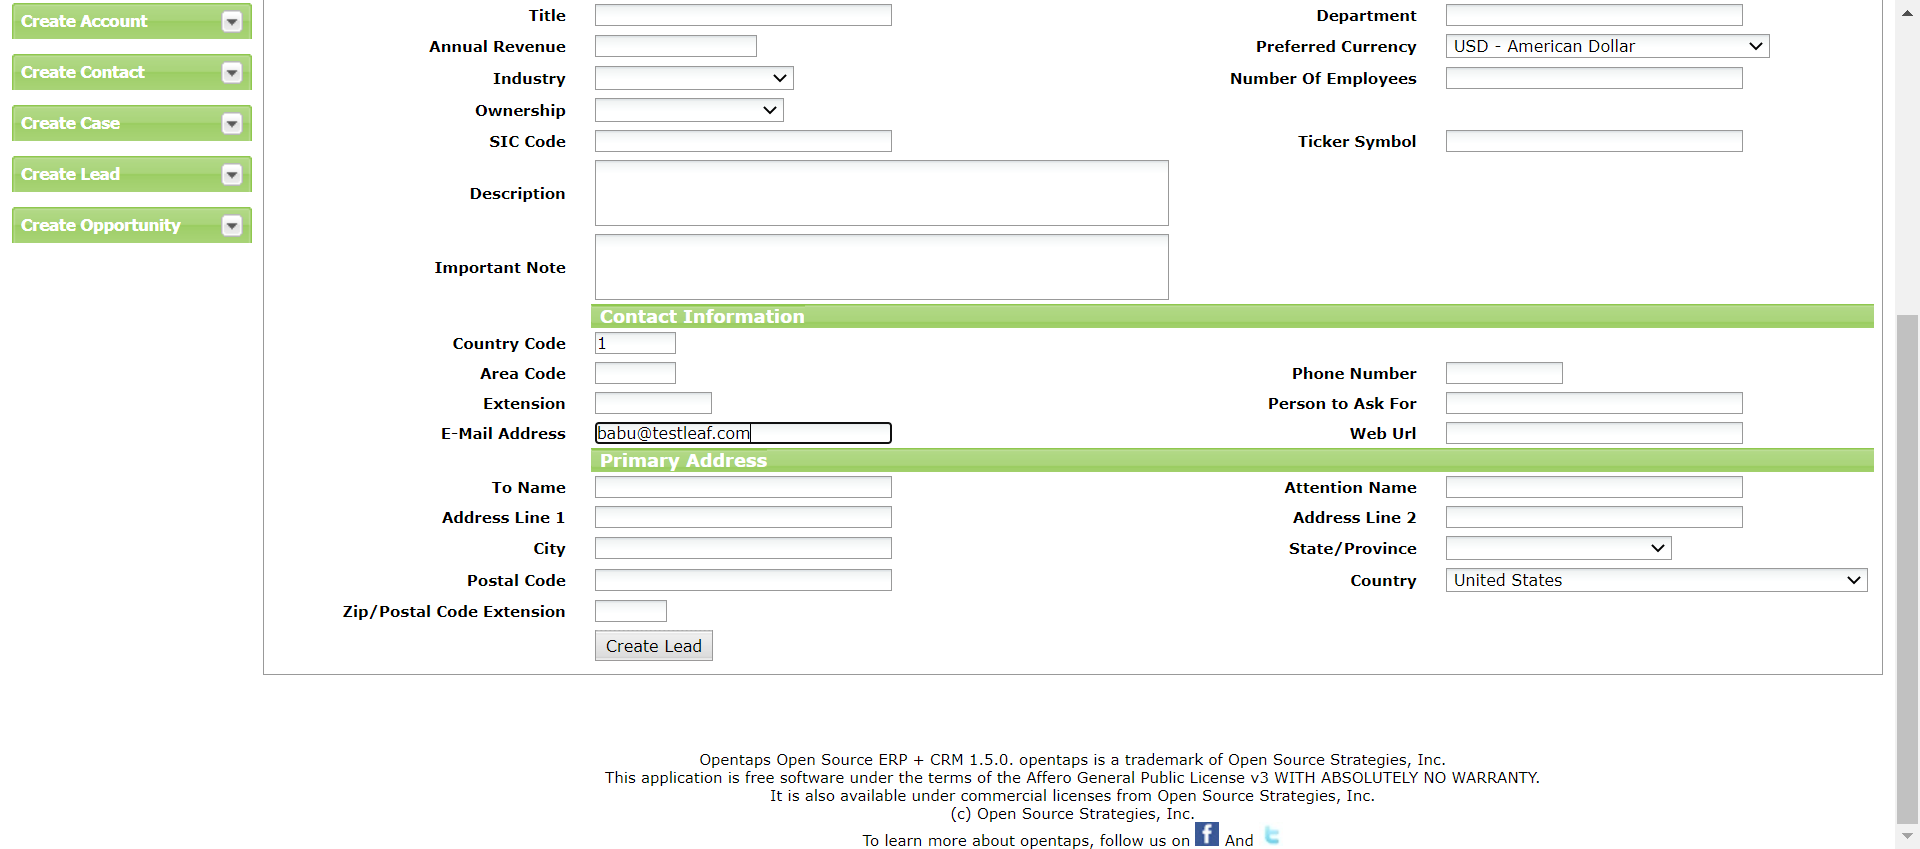 Create Account
Create Contact
Create Case
Create Lead
Create Opportunity
Title
Department
Annual Revenue
Preferred Currency USD - American Dollar
Industry
Number Of Employees
Ownership
SIC Code
Ticker Symbol
Description
Important Note
Contact Information
Country Code 1
Area Code
Phone Number
Extension
Person to Ask For
E-Mail Address babu@testleaf.com
Web Url
Primary Address
To Name
Attention Name
Address Line 1
Address Line 2
City
State/Province
Postal Code
Country United States
Zip/Postal Code Extension
Create Lead
Opentaps Open Source ERP + CRM 1.5.0. opentaps is a trademark of Open Source Strategies, Inc.
This application is free software under the terms of the Affero General Public License v3 WITH ABSOLUTELY NO WARRANTY.
It is also available under commercial licenses from Open Source Strategies, Inc.
(c) Open Source Strategies, Inc.
To learn more about opentaps, follow us on f And t